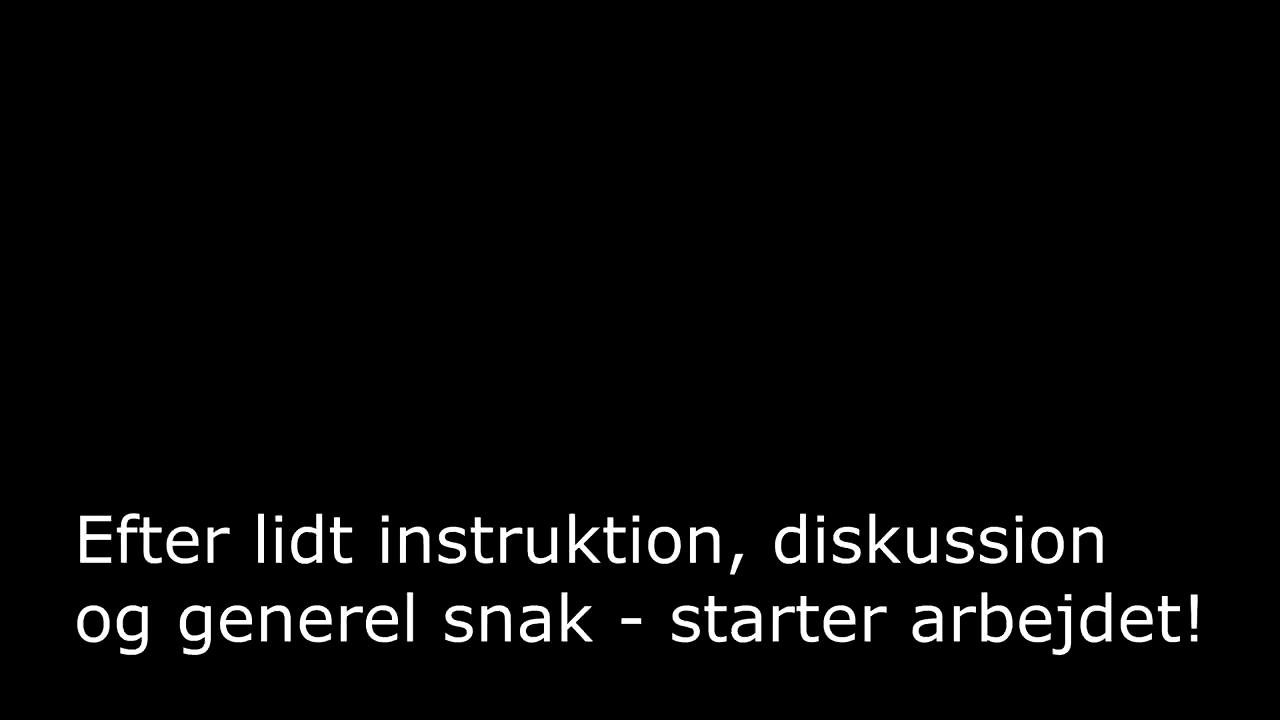 Efter lidt instruktion, diskussion
og generel snak - starter arbejdet!